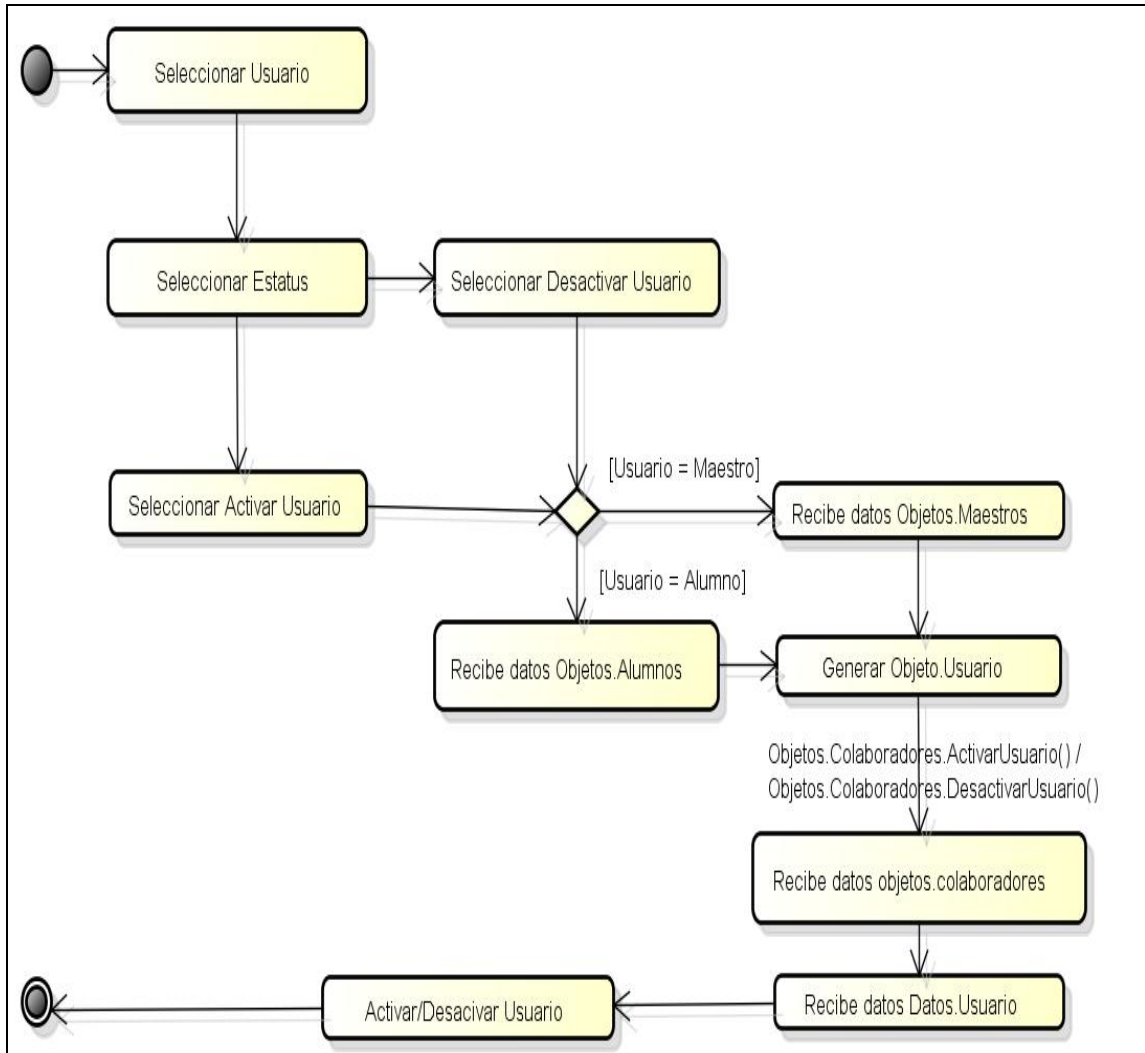 Seleccionar Usuario
Seleccionar Estatus
Seleccionar Desactivar Usuario
Seleccionar Activar Usuario
[Usuario = Maestro]
Recibe datos Objetos.Maestros
[Usuario = Alumno]
Recibe datos Objetos.Alumnos
Generar Objeto.Usuario
Objetos.Colaboradores.ActivarUsuario() /
Objetos.Colaboradores.DesactivarUsuario()
Recibe datos objetos.colaboradores
Recibe datos Datos.Usuario
Activar/Desacivar Usuario